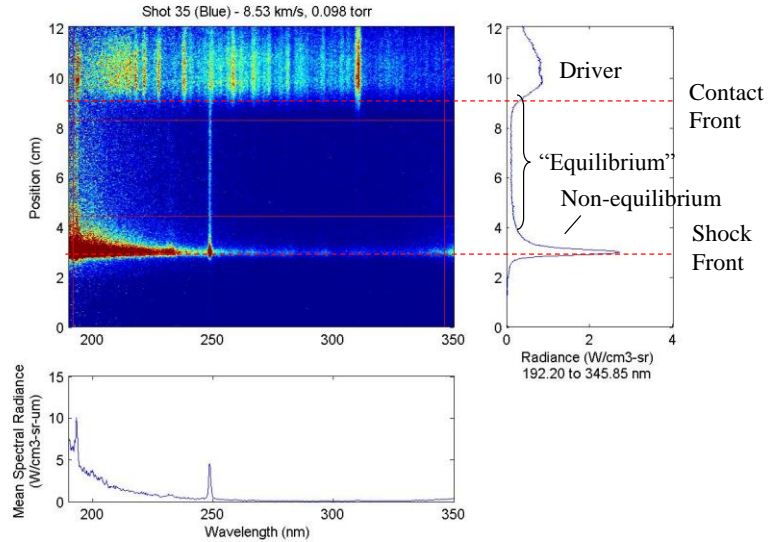 Shot 35 (Blue) - 8.53 km/s, 0.098 torr
12
10
8
6
4
2
0
Position (cm)
200
250
300
350
12
10
8
6
4
2
0
0
2
4
Radiance (W/cm3-sr)
192.20 to 345.85 nm
Driver
Contact
Front
“Equilibrium”
Non-equilibrium
Shock
Front
15
10
5
0
Mean Spectral Radiance
(W/cm3-sr-um)
200
250
300
350
Wavelength (nm)